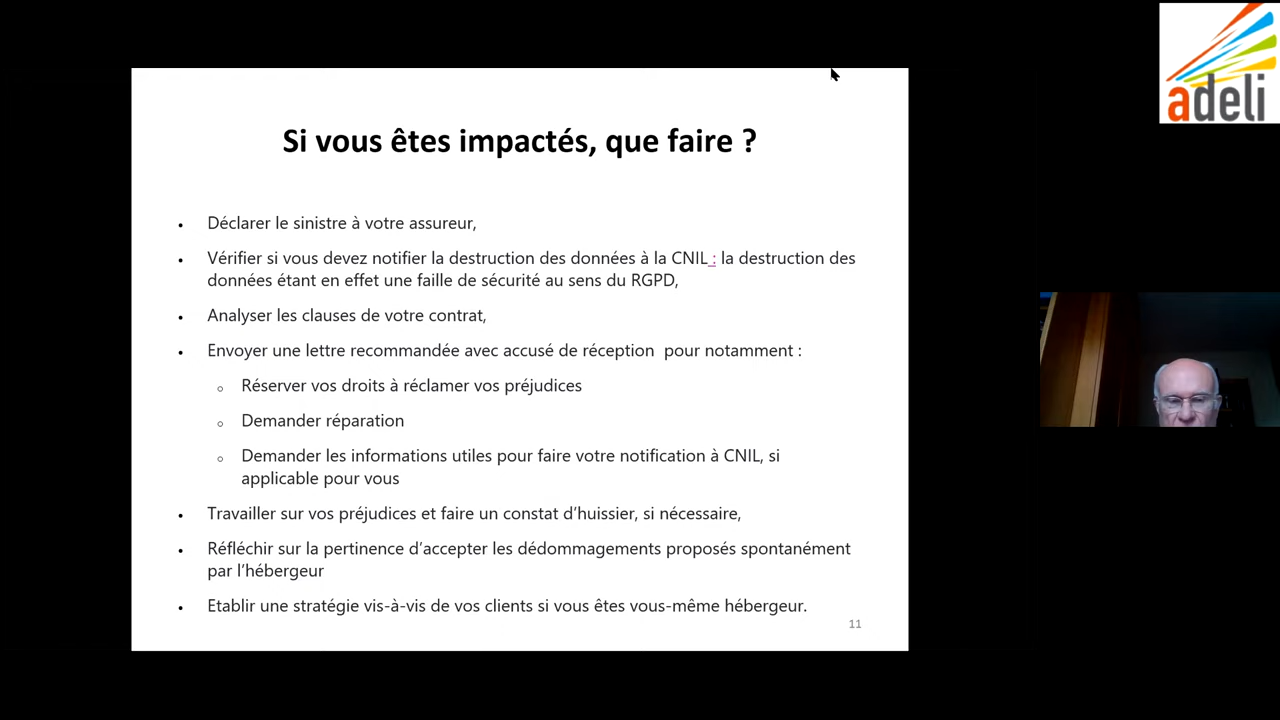 adeli
Si vous êtes impactés, que faire ?
• Déclarer le sinistre à votre assureur,
• Vérifier si vous devez notifier la destruction des données à la CNIL : la destruction des
données étant en effet une faille de sécurité au sens du RGPD,
• Analyser les clauses de votre contrat,
• Envoyer une lettre recommandée avec accusé de réception  pour notamment :
o Réserver vos droits à réclamer vos préjudices
o Demander réparation
o Demander les informations utiles pour faire votre notification à CNIL, si
applicable pour vous
• Travailler sur vos préjudices et faire un constat d’huissier, si nécessaire,
• Réfléchir sur la pertinence d’accepter les dédommagements proposés spontanément
par l’hébergeur
• Etablir une stratégie vis-à-vis de vos clients si vous êtes vous-même hébergeur.
11